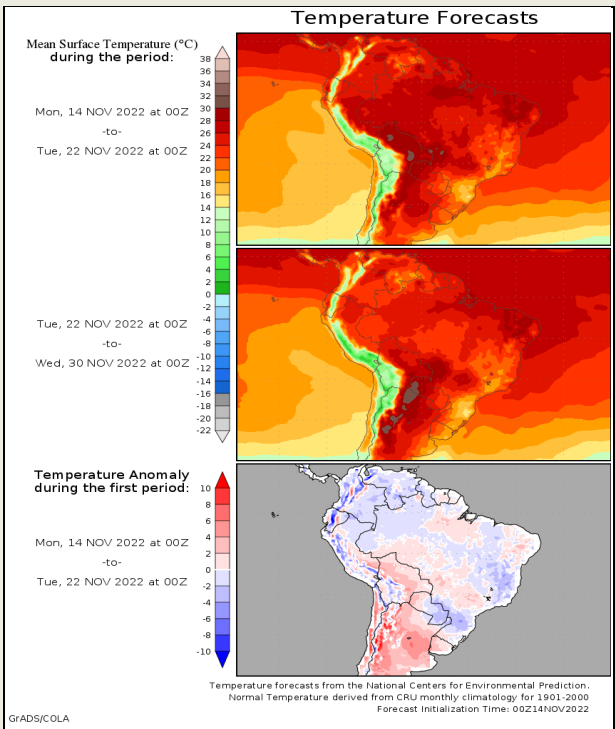 Temperature Forecasts
Mean Surface Temperature (°C)
during the period:
Mon, 14 NOV 2022 at 00Z
-to-
Tue, 22 NOV 2022 at 00Z
38
36
34
32
30
28
26
24
22
20
18
16
14
12
10
8
6
4
2
0
-2
-4
-6
-8
-10
-12
-16
-18
-20
-22
Tue, 22 NOV 2022 at 00Z
-to-
Wed, 30 NOV 2022 at 00Z
Temperature Anomaly
during the first period:
Mon, 14 NOV 2022 at 00Z
-to-
Tue, 22 NOV 2022 at 00Z
10
8
6
4
2
0
-2
-4
-6
-8
-10
Temperature forecasts from the National Centers for Environmental Prediction.
Normal Temperature derived from CRU monthly climatology for 1901-2000
Forecast Initialization Time: 00Z14NOV2022
GrADS/COLA